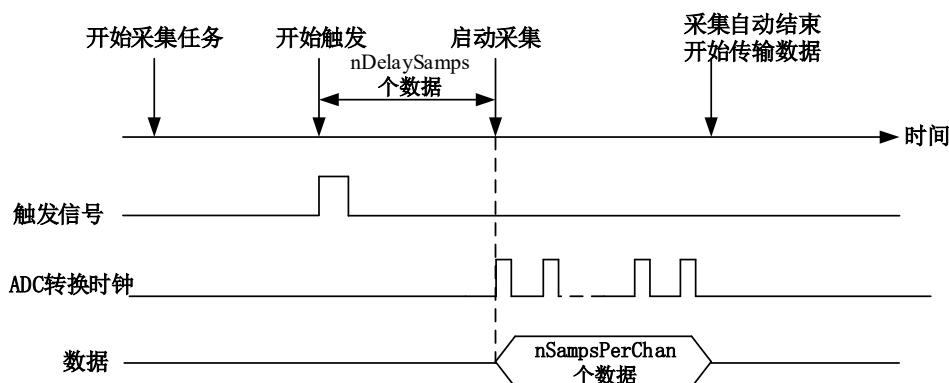 开始采集任务
开始触发
启动采集
采集自动结束
开始传输数据
nDelaySamps
个数据
时间
触发信号
ADC转换时钟
数据
nSampsPerChan
个数据